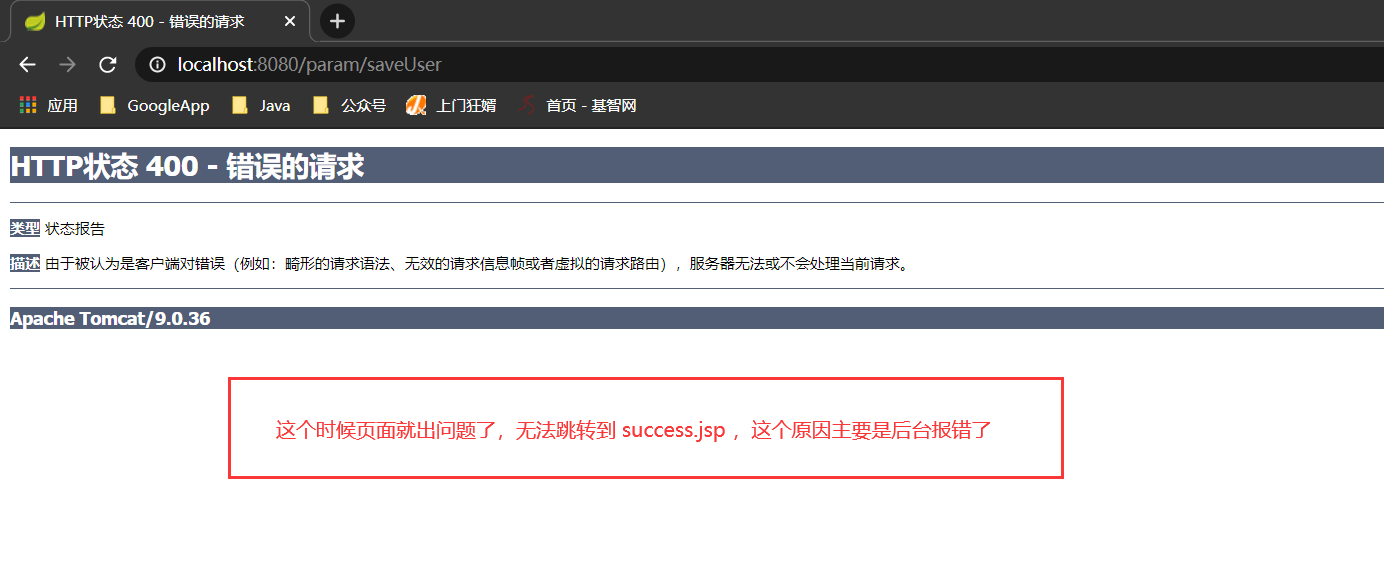 HTTP状态 400 - 错误的请求
localhost:8080/param/saveUser
应用 GoogleApp Java 公众号 上门狂婿 首页 - 基智网
HTTP状态 400 - 错误的请求
类型 状态报告
描述 由于被认为是客户端对错误（例如：畸形的请求语法、无效的请求信息帧或者虚拟的请求路由），服务器无法或不会处理当前请求。
Apache Tomcat/9.0.36
这个时候页面就出问题了，无法跳转到 success.jsp ，这个原因主要是后台报错了